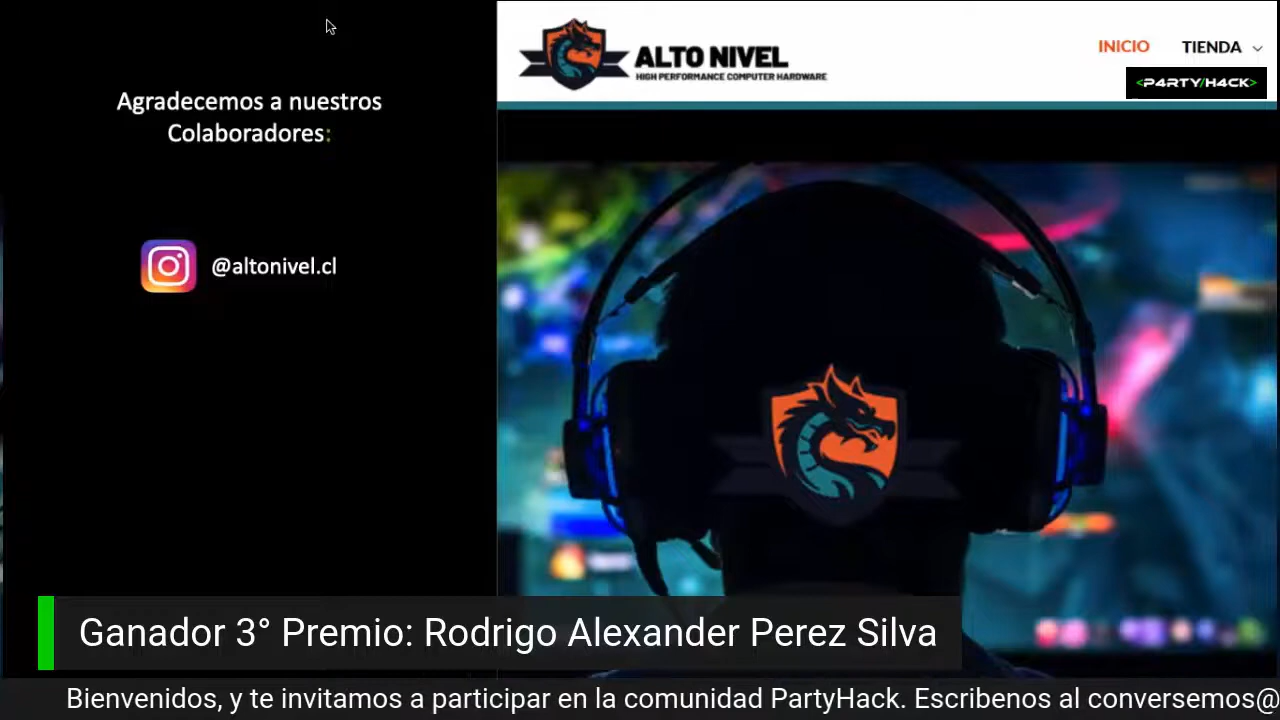 Agradecemos a nuestros
Colaboradores:
@altonivel.cl
ALTO NIVEL
HIGH PERFORMANCE COMPUTER HARDWARE
INICIO
TIENDA
<P4RTY/H4CK>
Ganador 3° Premio: Rodrigo Alexander Perez Silva
Bienvenidos, y te invitamos a participar en la comunidad PartyHack. Escribenos al conversemos@